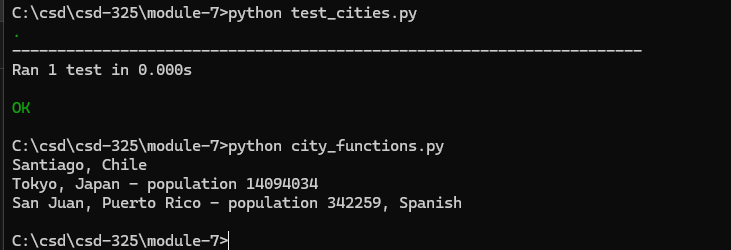 C:\csd\csd-325\module-7>python test_cities.py
.
----------------------------------------------------------------------
Ran 1 test in 0.000s
OK
C:\csd\csd-325\module-7>python city_functions.py
Santiago, Chile
Tokyo, Japan - population 14094034
San Juan, Puerto Rico - population 342259, Spanish
C:\csd\csd-325\module-7>